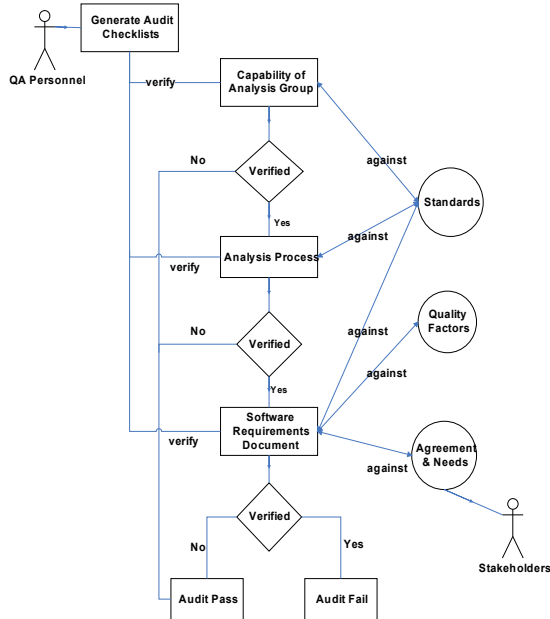 Generate Audit
Checklists
QA Personnel
verify
Capability of
Analysis Group
No
Verified
against
Standards
Yes
against
Analysis Process
verify
No
Verified
against
Quality
Factors
against
Yes
Software
Requirements
Document
verify
Agreement
& Needs
against
Verified
No
Yes
Stakeholders
Audit Pass
Audit Fail